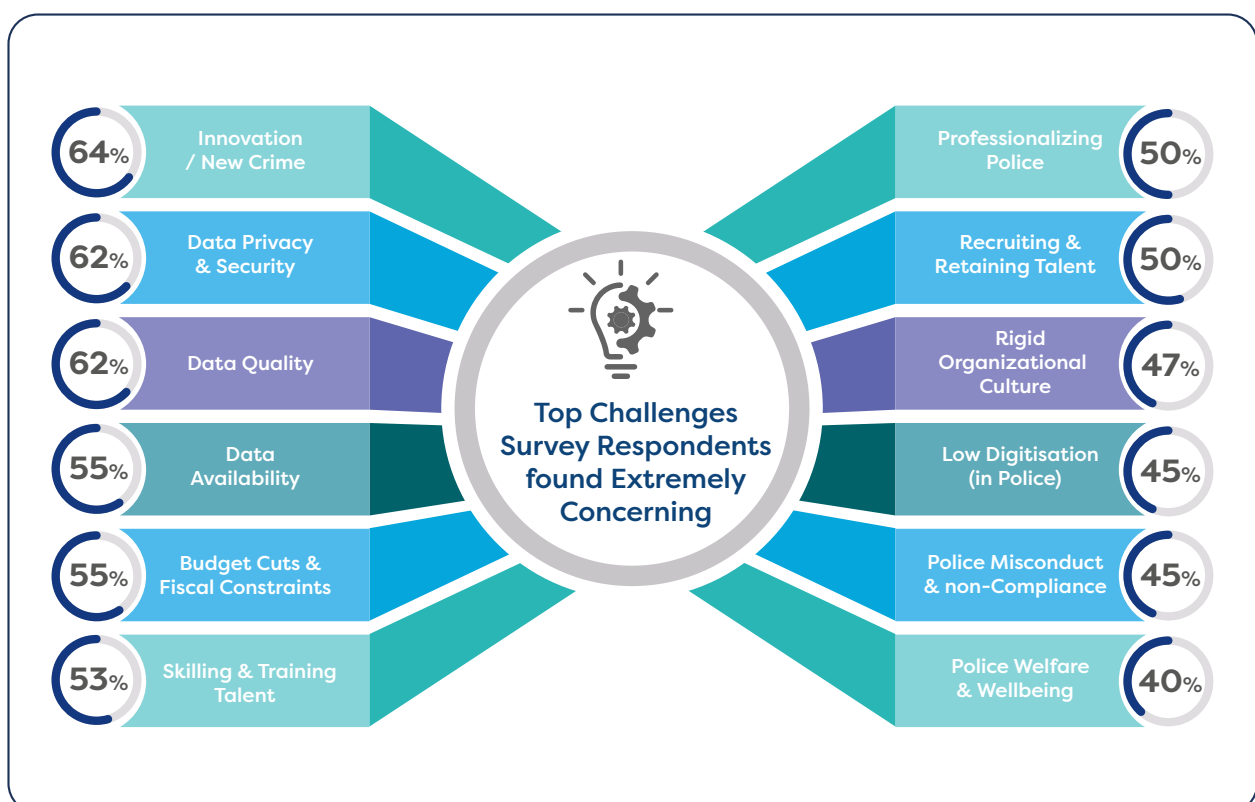 64%
Innovation
/ New Crime
62%
Data Privacy
& Security
62%
Data Quality
55%
Data
Availability
55%
Budget Cuts &
Fiscal Constraints
53%
Skilling & Training
Talent
Top Challenges
Survey Respondents
found Extremely
Concerning
Professionalizing
Police
50%
Recruiting &
Retaining Talent
50%
Rigid
Organizational
Culture
47%
Low Digitisation
(in Police)
45%
Police Misconduct
& non-Compliance
45%
Police Welfare
& Wellbeing
40%